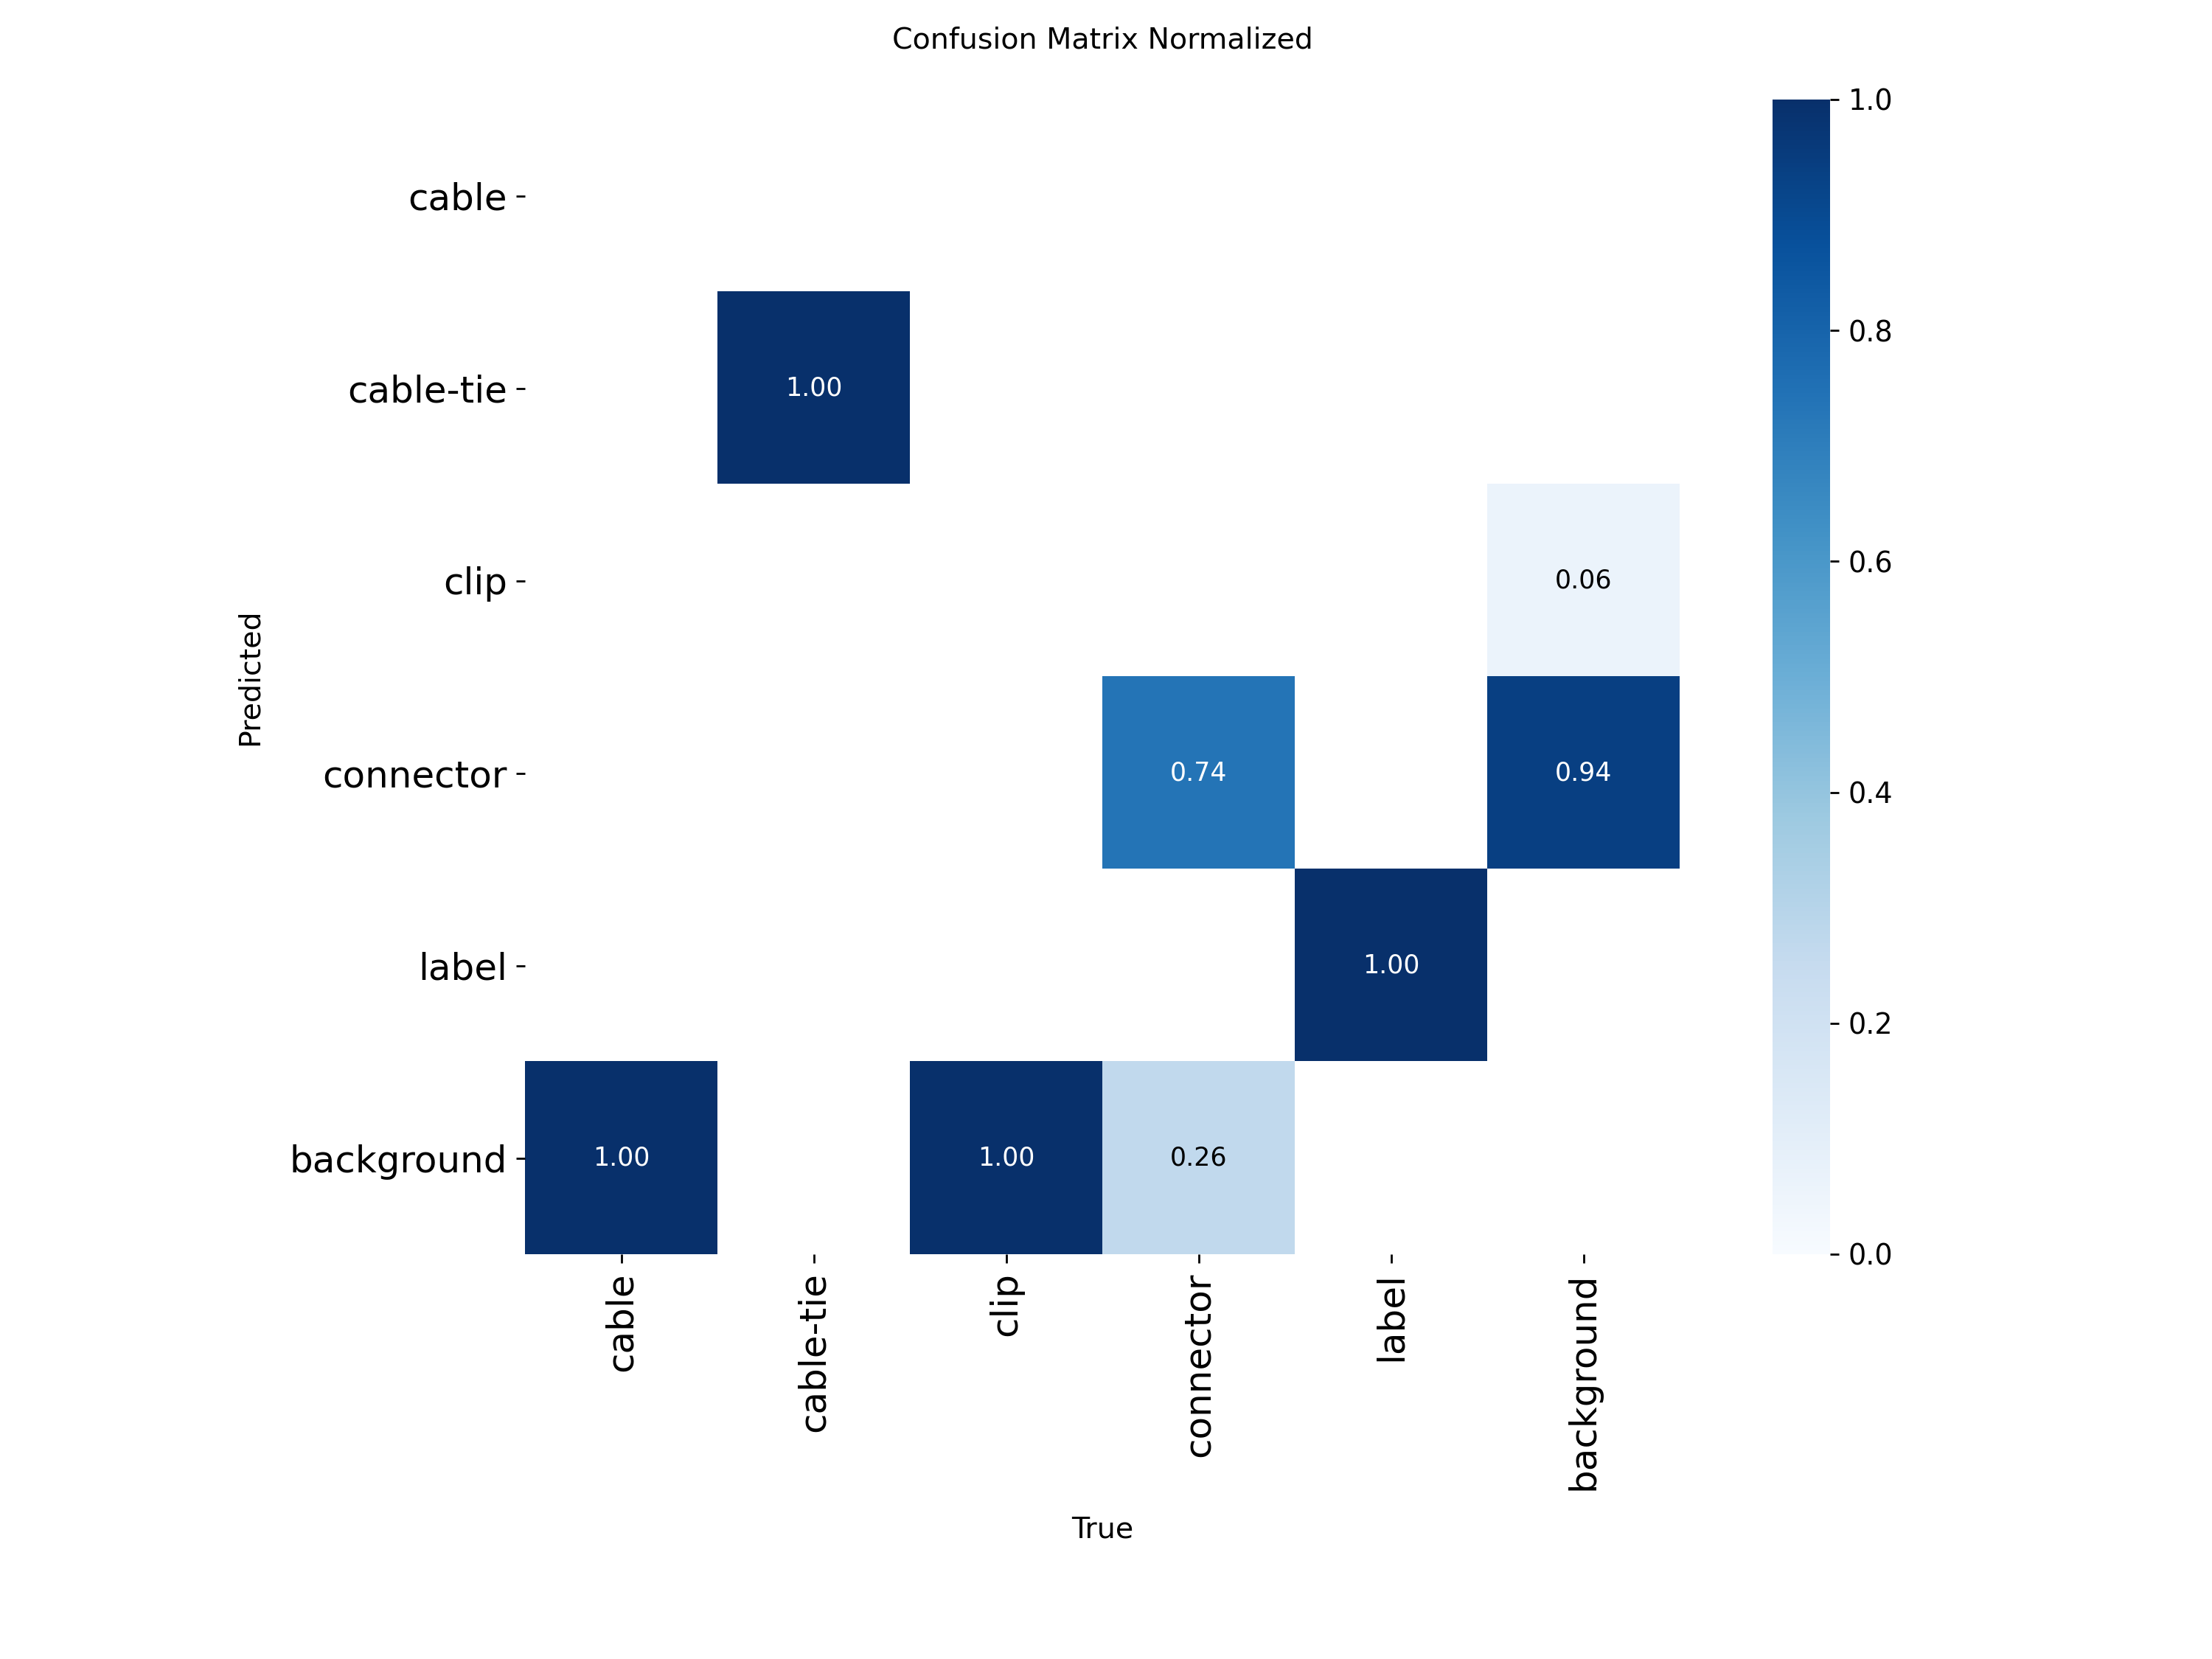 Confusion Matrix Normalized
cable
cable-tie
1.00
clip
0.06
connector
0.74
0.94
label
1.00
background
1.00
1.00
0.26
cable
cable-tie
clip
connector
label
background
Predicted
True
1.0
0.8
0.6
0.4
0.2
0.0